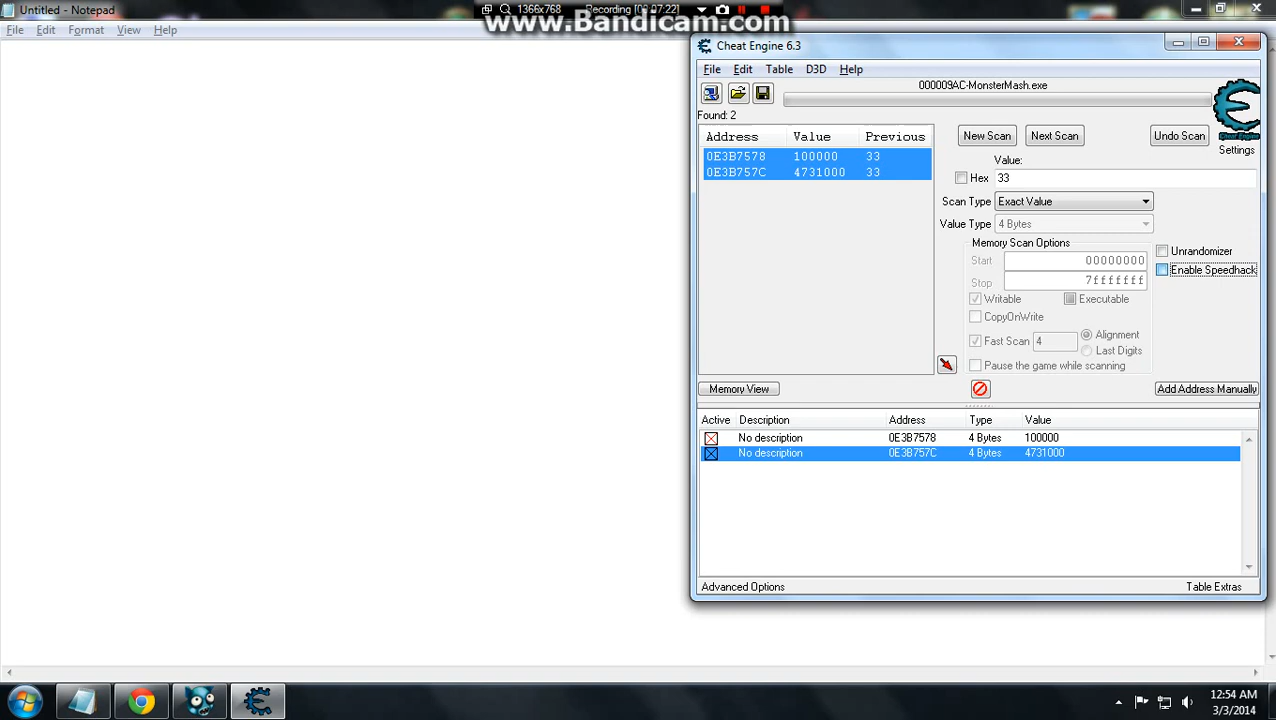 Untitled - Notepad
1366x768
Recording [00:07:22]
www.Bandicam.com
File Edit Format View Help
Cheat Engine 6.3
File Edit Table D3D Help
000009AC-MonsterMash.exe
Found: 2
Address Value Previous
0E3B7578 100000 33
0E3B757C 4731000 33
New Scan Next Scan Undo Scan
Settings
Value:
Hex 33
Scan Type Exact Value
Value Type 4 Bytes
Memory Scan Options
Start 00000000
Stop 7fffffff
Writable Executable
CopyOnWrite
Fast Scan 4 Alignment
Last Digits
Pause the game while scanning
Unrandomizer
Enable Speedhack
Memory View
Add Address Manually
Active Description Address Type Value
No description 0E3B7578 4 Bytes 100000
No description 0E3B757C 4 Bytes 4731000
Advanced Options Table Extras
12:54 AM
3/3/2014